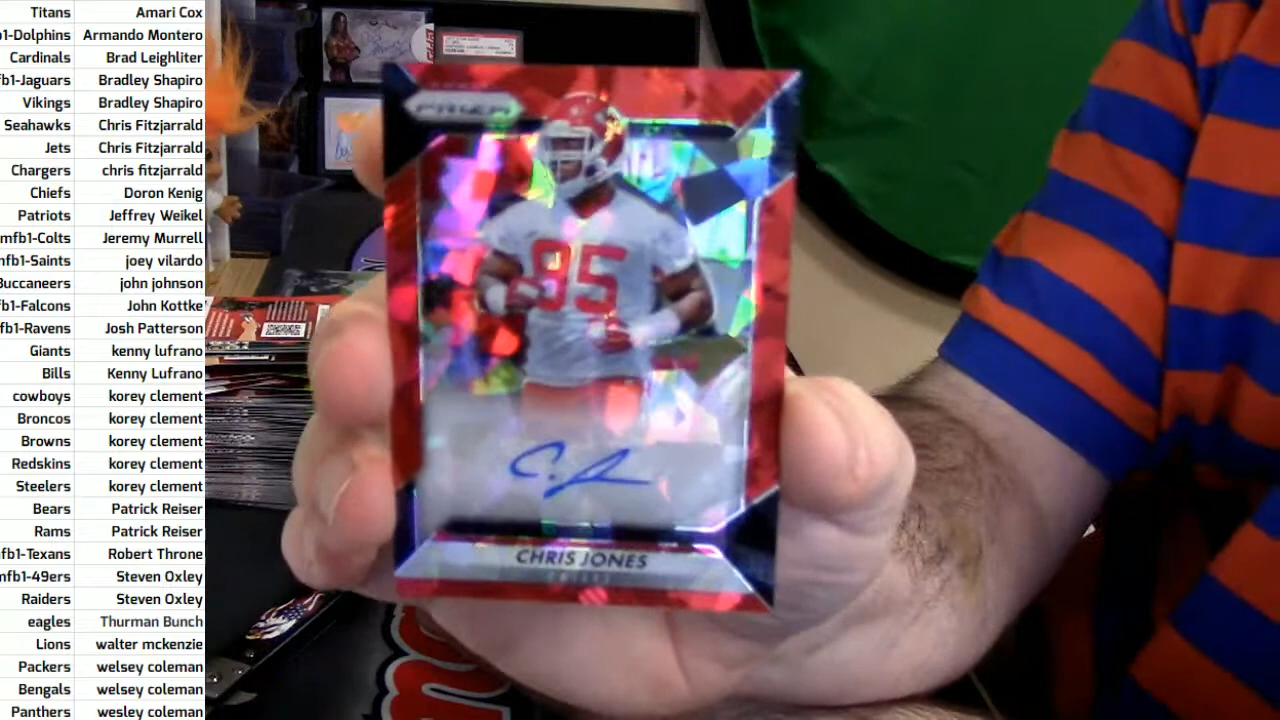 Titans Amari Cox
b1-Dolphins Armando Montero
Cardinals Brad Leighliter
fb1-Jaguars Bradley Shapiro
Vikings Bradley Shapiro
Seahawks Chris Fitzjarrald
Jets Chris Fitzjarrald
Chargers chris fitzjarrald
Chiefs Doron Kenig
Patriots Jeffrey Weikel
mfb1-Colts Jeremy Murrell
nfb1-Saints joey vilardo
Buccaneers john johnson
fb1-Falcons John Kottke
fb1-Ravens Josh Patterson
Giants kenny lufrano
Bills Kenny Lufrano
cowboys korey clement
Broncos korey clement
Browns korey clement
Redskins korey clement
Steelers korey clement
Bears Patrick Reiser
Rams Patrick Reiser
nfb1-Texans Robert Throne
mfb1-49ers Steven Oxley
Raiders Steven Oxley
eagles Thurman Bunch
Lions walter mckenzie
Packers welsey coleman
Bengals welsey coleman
Panthers wesley coleman
PRIZM
95
CHRIS JONES